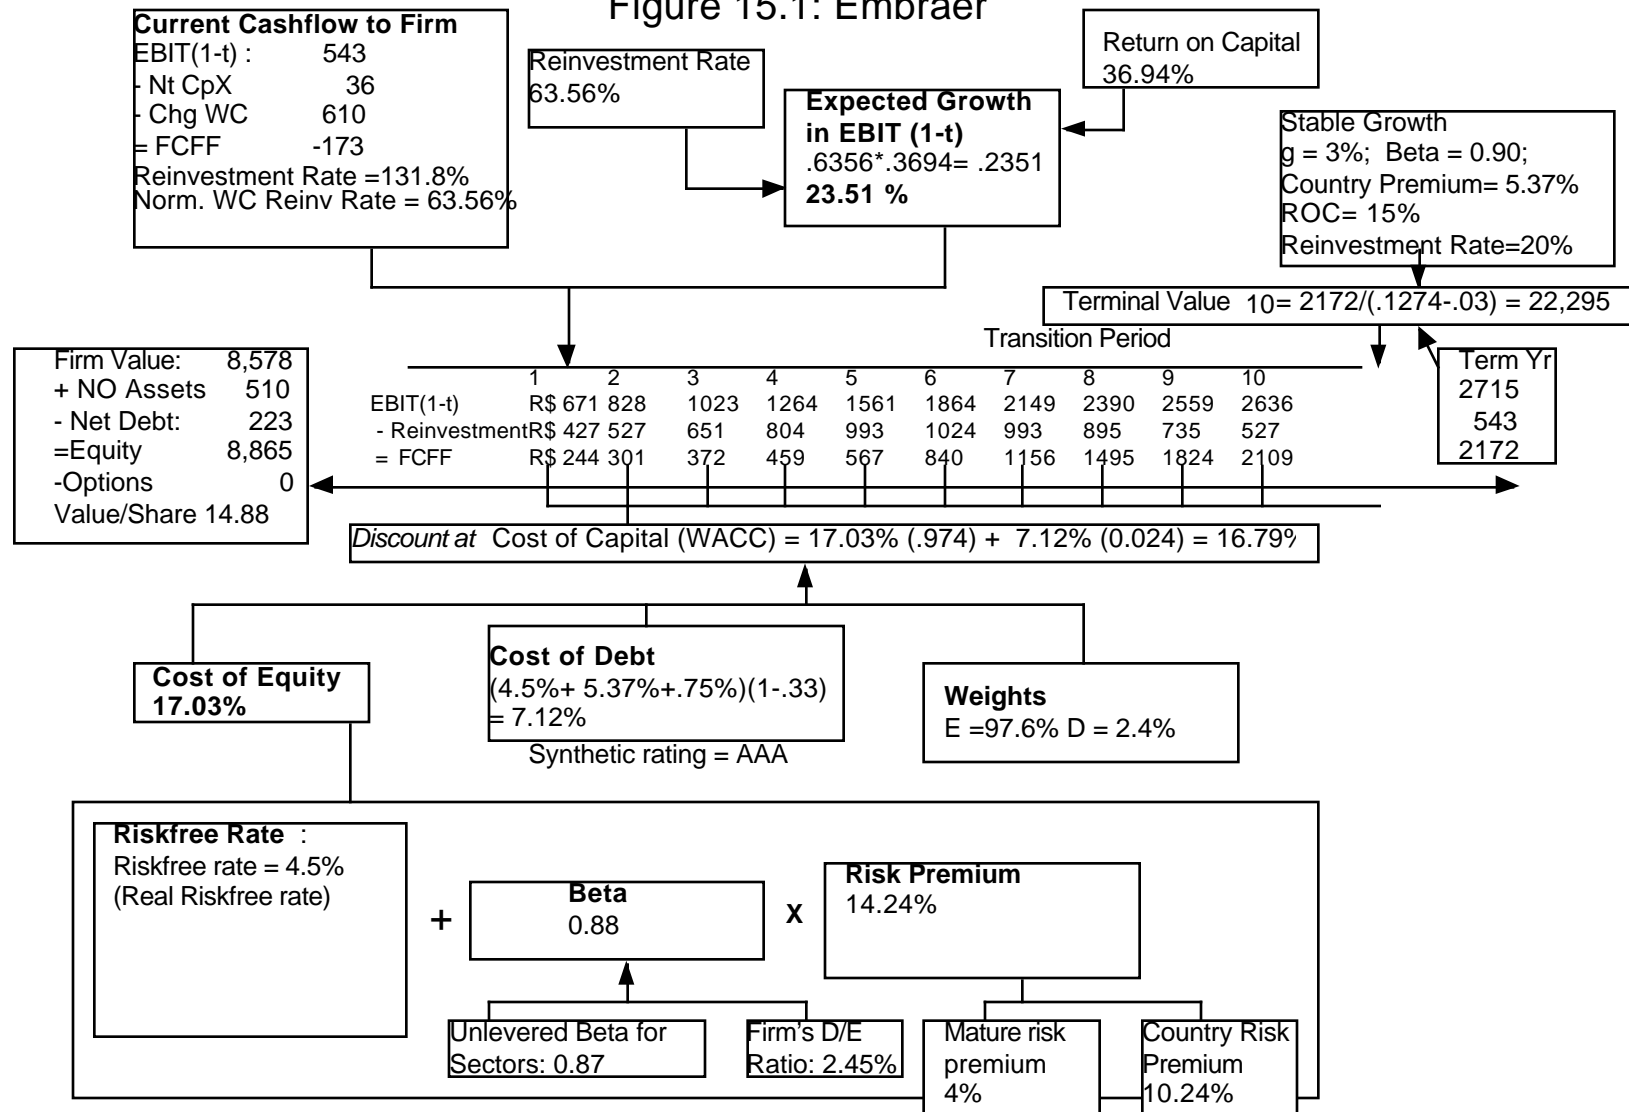 Figure 15.1: Embraer
Current Cashflow to Firm
EBIT(1-t) : 543
- Nt CpX 36
- Chg WC 610
= FCFF -173
Reinvestment Rate =131.8%
Norm. WC Reinv Rate = 63.56%
Reinvestment Rate
63.56%
Expected Growth
in EBIT (1-t)
.6356*.3694= .2351
23.51 %
Return on Capital
36.94%
Stable Growth
g = 3%; Beta = 0.90;
Country Premium= 5.37%
ROC= 15%
Reinvestment Rate=20%
Terminal Value 10= 2172/(.1274-.03) = 22,295
Transition Period
Firm Value: 8,578
+ NO Assets 510
- Net Debt: 223
=Equity 8,865
-Options 0
Value/Share 14.88
1 2 3 4 5 6 7 8 9 10
EBIT(1-t) R$ 671 828 1023 1264 1561 1864 2149 2390 2559 2636
- Reinvestment R$ 427 527 651 804 993 1024 993 895 735 527
= FCFF R$ 244 301 372 459 567 840 1156 1495 1824 2109
Term Yr
2715
543
2172
Discount at Cost of Capital (WACC) = 17.03% (.974) + 7.12% (0.024) = 16.79%
Cost of Equity
17.03%
Cost of Debt
(4.5%+ 5.37%+.75%)(1-.33)
= 7.12%
Synthetic rating = AAA
Weights
E =97.6% D = 2.4%
Riskfree Rate :
Riskfree rate = 4.5%
(Real Riskfree rate)
+
Beta
0.88
X
Risk Premium
14.24%
Unlevered Beta for
Sectors: 0.87
Firm's D/E
Ratio: 2.45%
Mature risk
premium
4%
Country Risk
Premium
10.24%